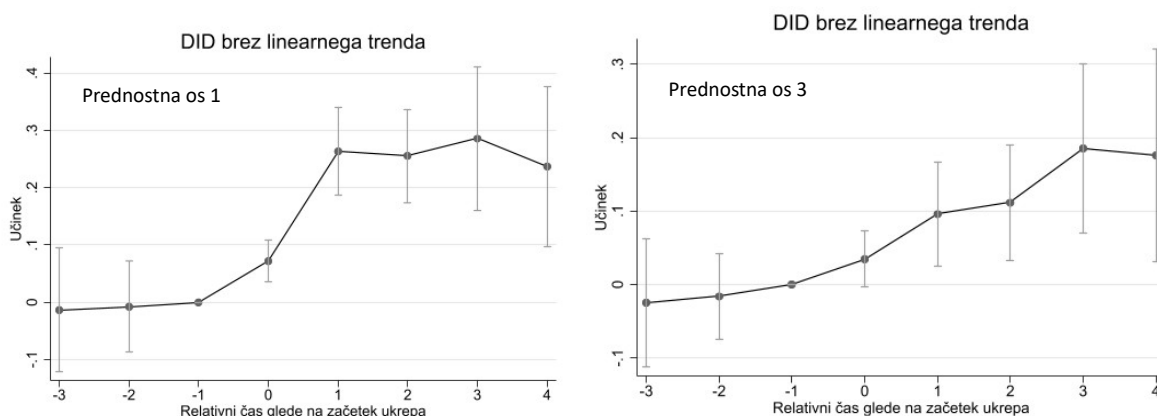 DID brez linearnega trenda
Prednostna os 1
Učinek
.4
.3
.2
.1
0
-.1
-3 -2 -1 0 1 2 3 4
Relativni čas glede na začetek ukrepa
DID brez linearnega trenda
Prednostna os 3
Učinek
.3
.2
.1
0
-.1
-3 -2 -1 0 1 2 3 4
Relativni čas glede na začetek ukrepa